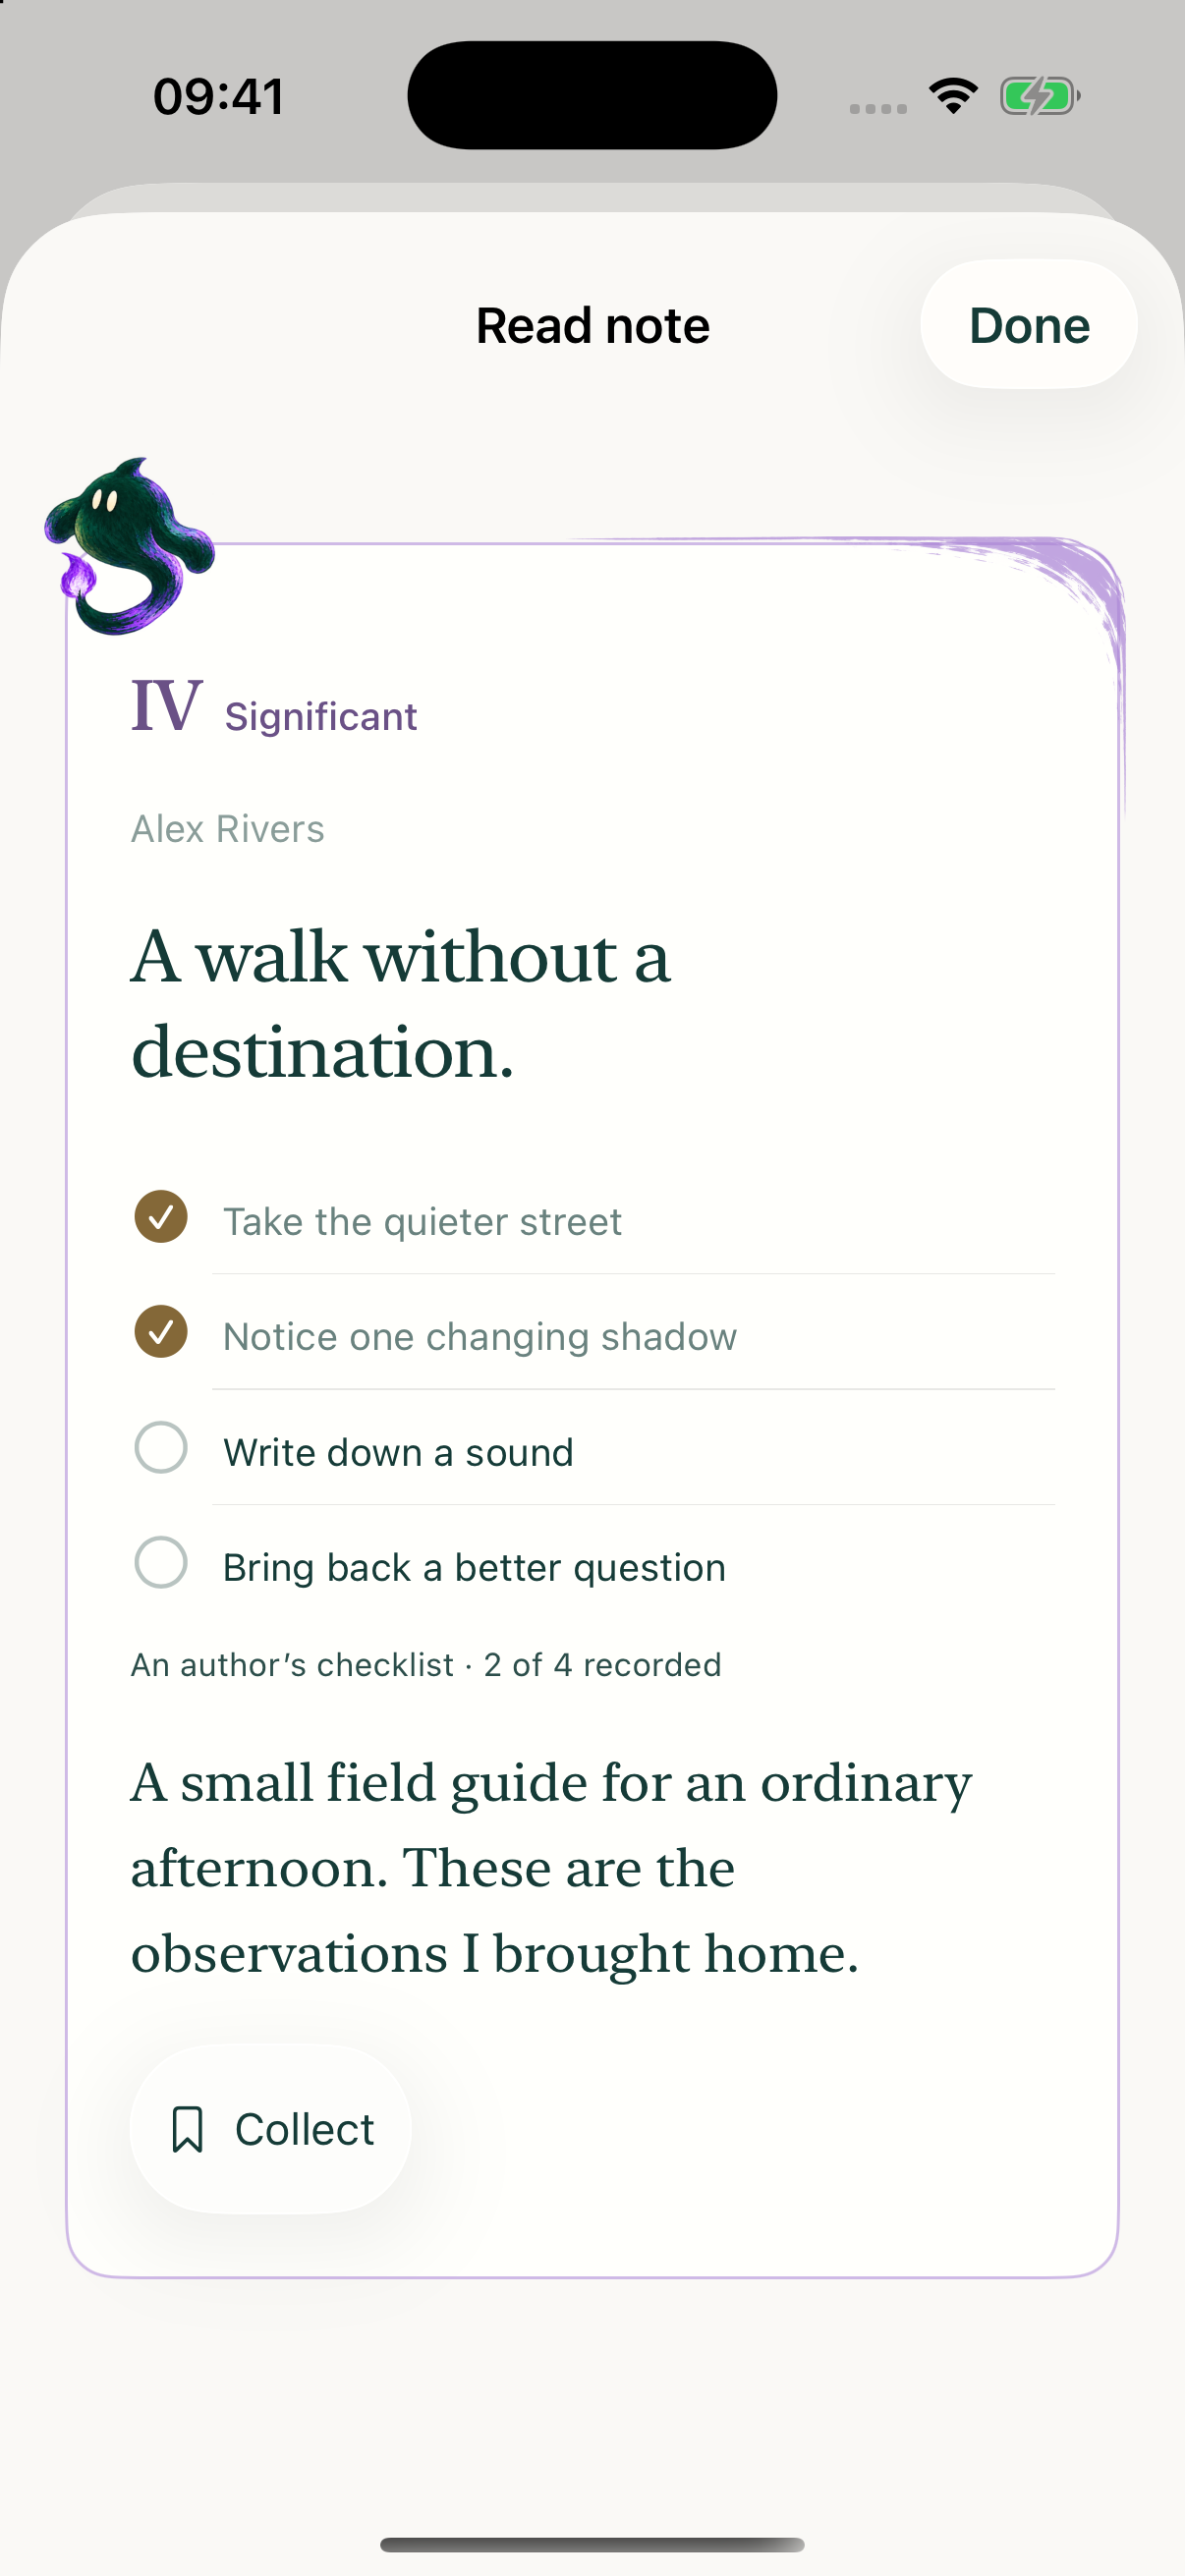 09:41
Read note
Done
IV Significant
Alex Rivers
A walk without a
destination.
Take the quieter street
Notice one changing shadow
Write down a sound
Bring back a better question
An author’s checklist · 2 of 4 recorded
A small field guide for an ordinary
afternoon. These are the
observations I brought home.
Collect